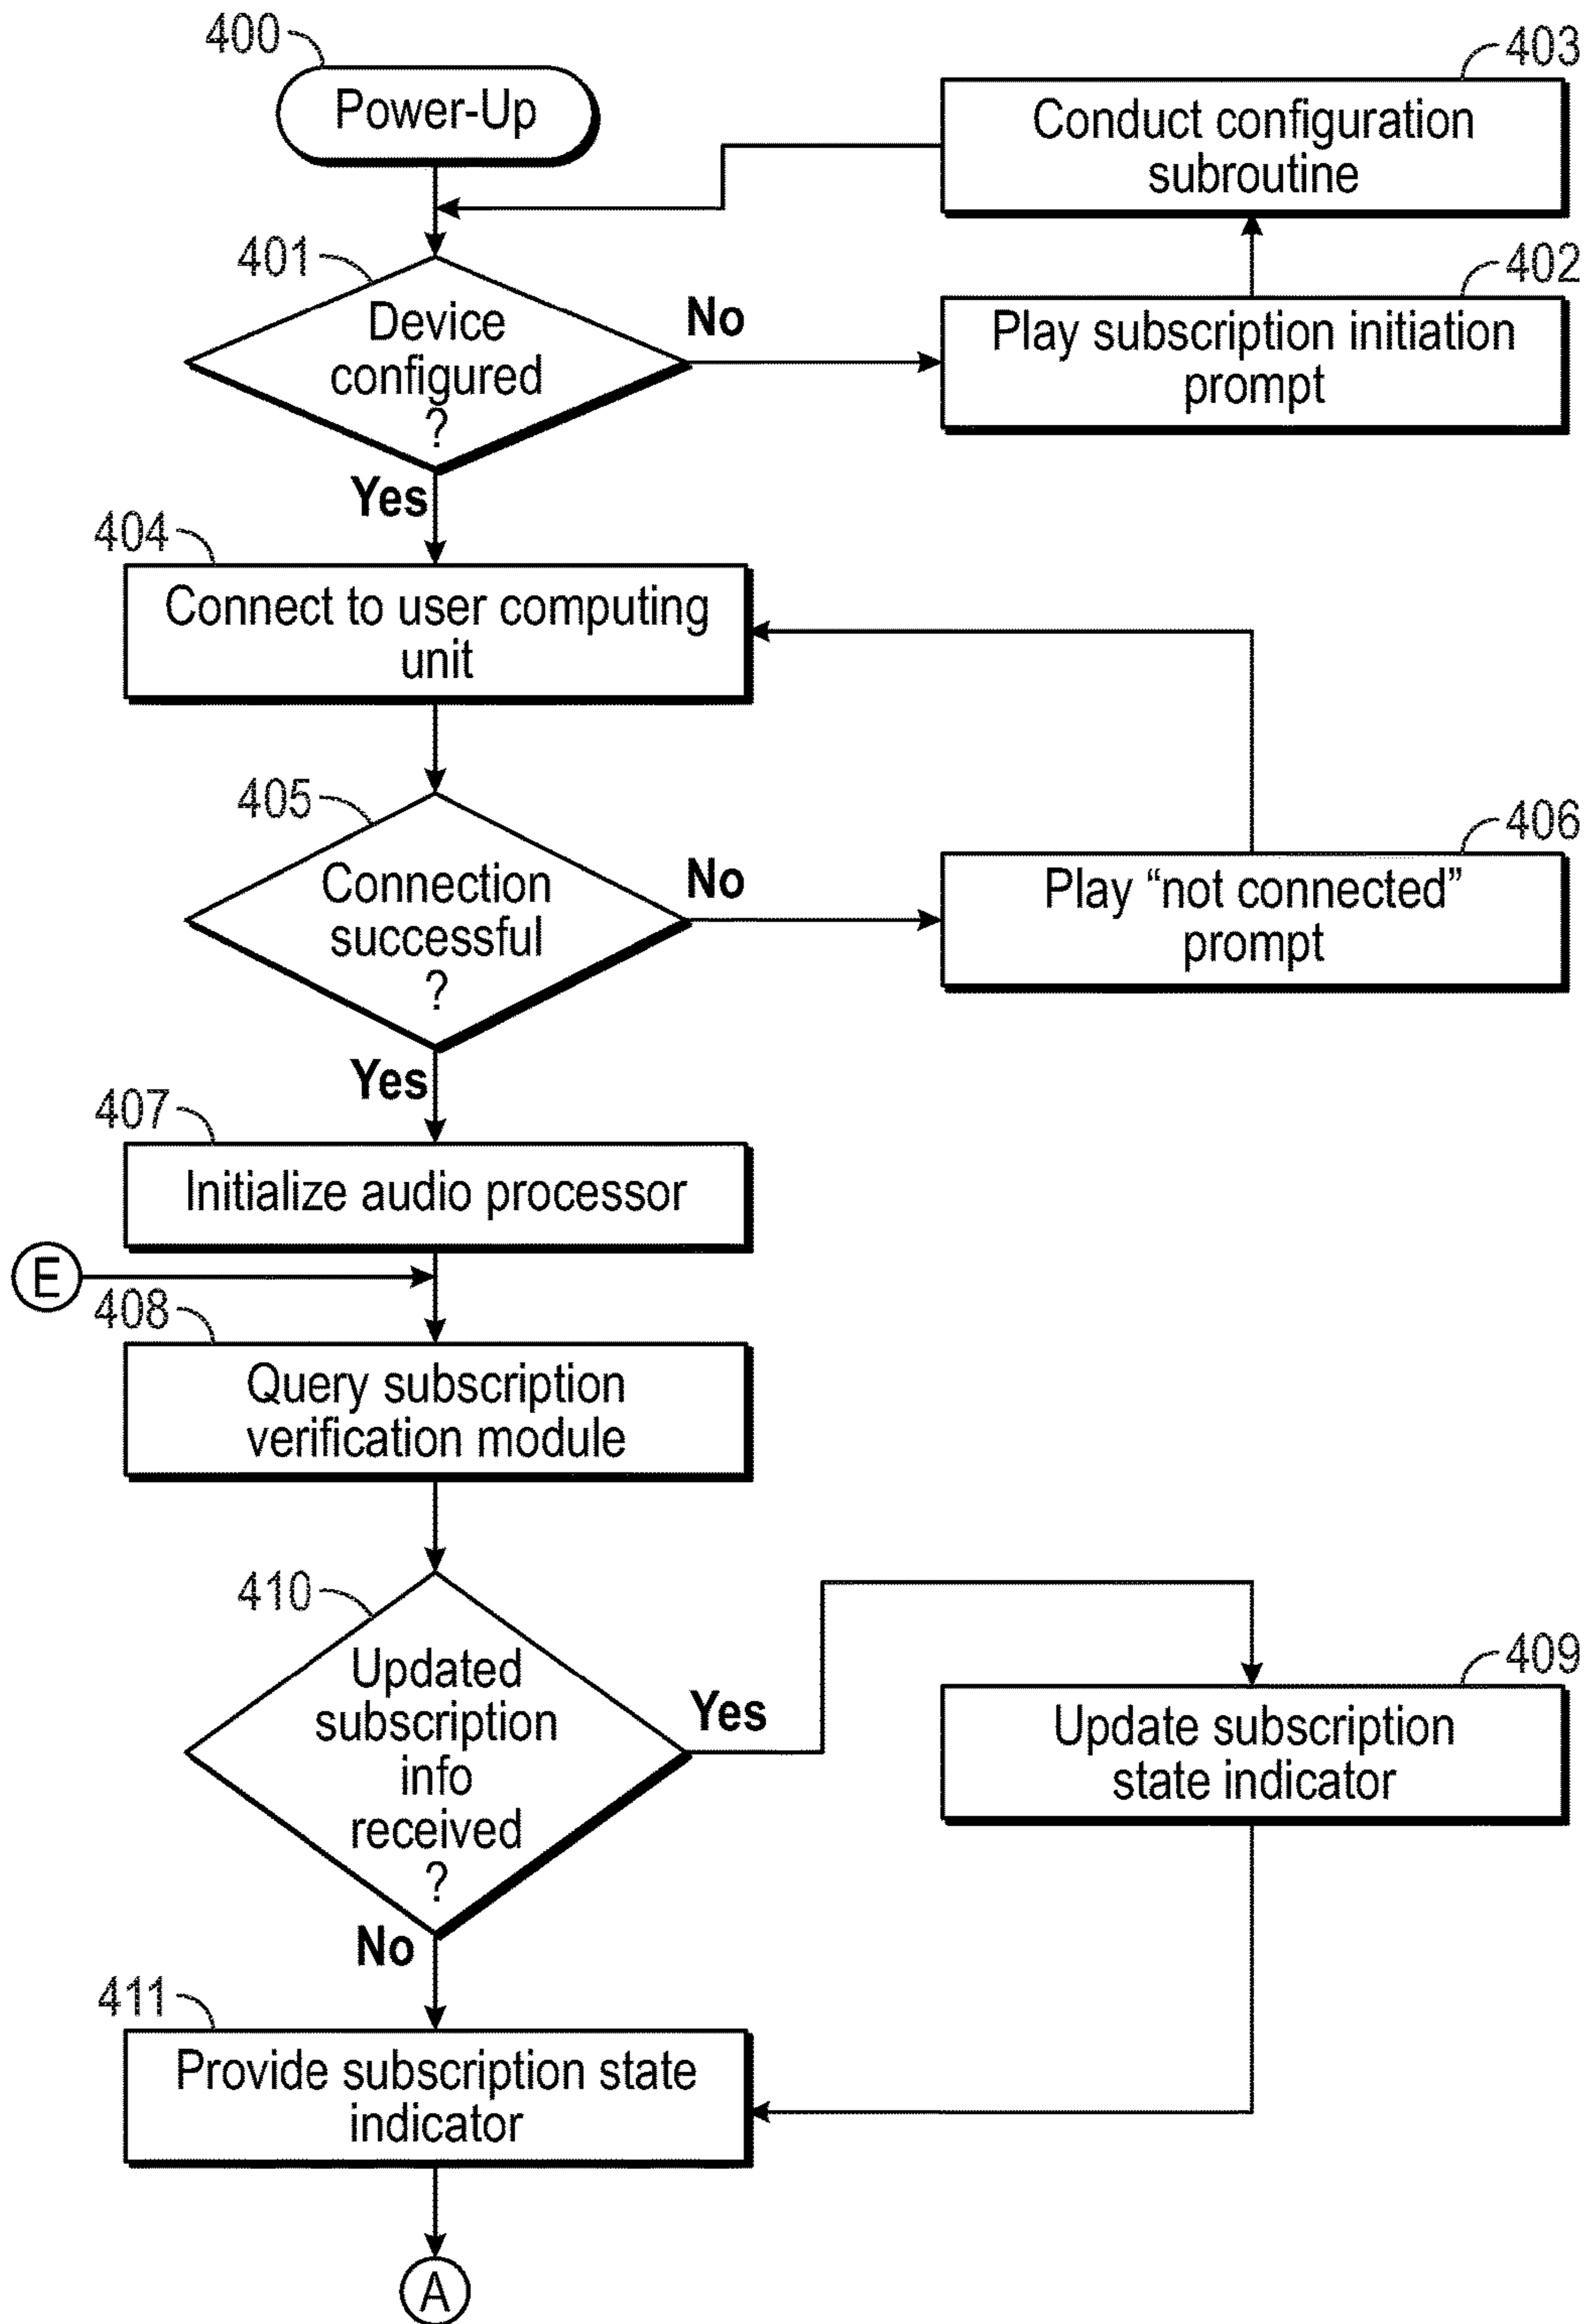 400
Power-Up
403
Conduct configuration
subroutine
401
Device
configured
?
No
Yes
402
Play subscription initiation
prompt
404
Connect to user computing
unit
405
Connection
successful
?
No
Yes
406
Play “not connected”
prompt
407
Initialize audio processor
E
408
Query subscription
verification module
410
Updated
subscription
info
received
?
Yes
No
409
Update subscription
state indicator
411
Provide subscription state
indicator
A